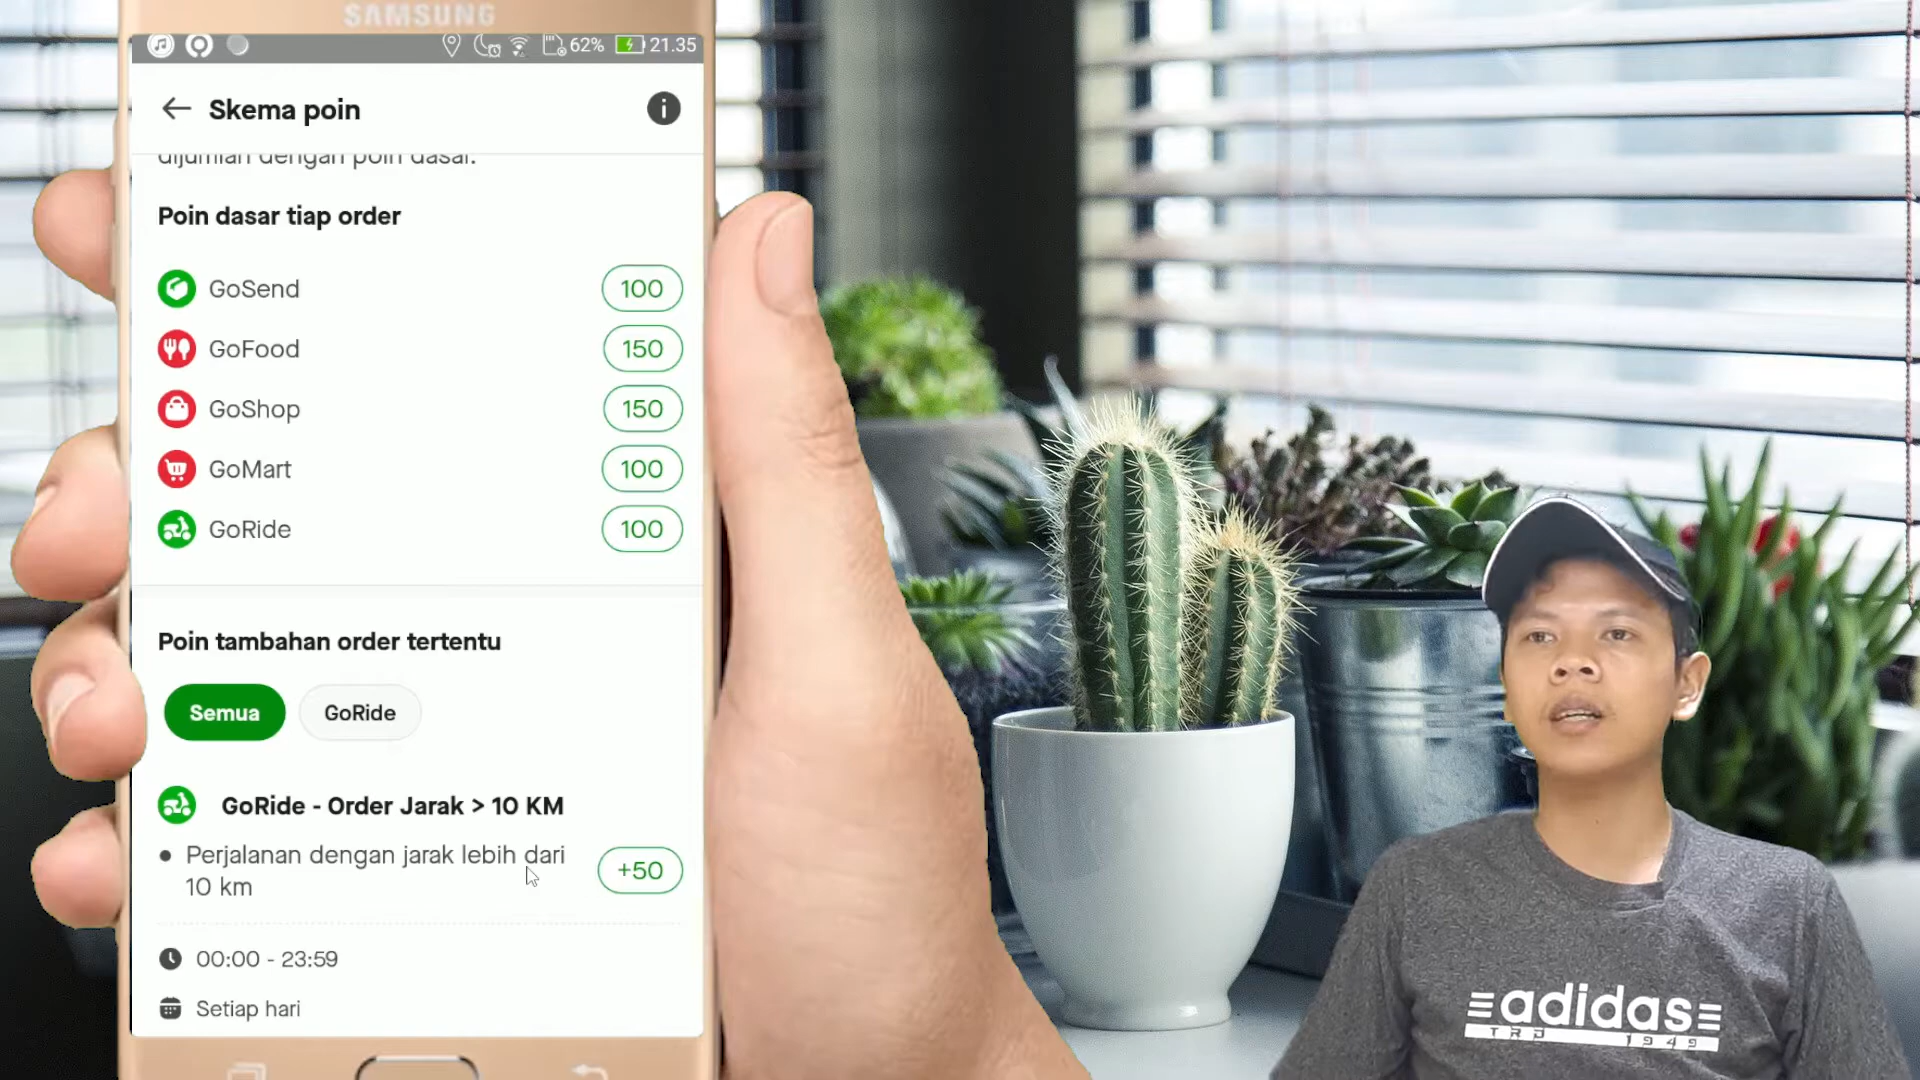 SAMSUNG
62% 21.35
Skema poin
dijumlah dengan poin dasar.
Poin dasar tiap order
GoSend 100
GoFood 150
GoShop 150
GoMart 100
GoRide 100
Poin tambahan order tertentu
Semua GoRide
GoRide - Order Jarak > 10 KM
Perjalanan dengan jarak lebih dari
10 km
+50
00:00 - 23:59
Setiap hari
adidas
TRD 1949